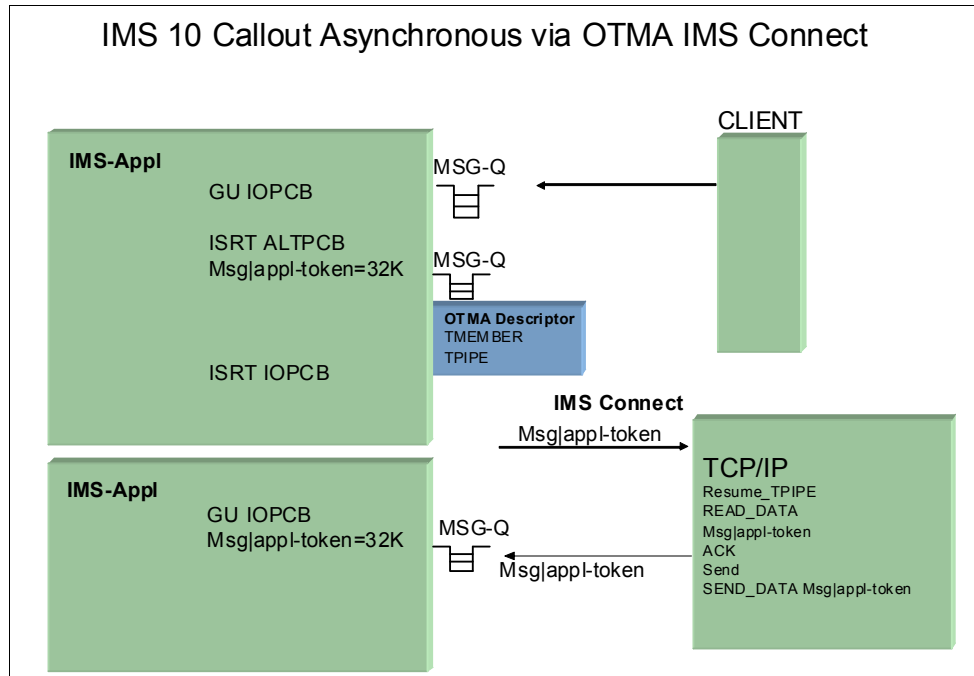 IMS 10 Callout Asynchronous via OTMA IMS Connect
IMS-Appl
GU IOPCB
ISRT ALTPCB
Msg|appl-token=32K
ISRT IOPCB
MSG-Q
MSG-Q
OTMA Descriptor
TMEMBER
TPIPE
CLIENT
IMS Connect
Msg|appl-token
IMS-Appl
GU IOPCB
Msg|appl-token=32K
MSG-Q
Msg|appl-token
TCP/IP
Resume_TPIPE
READ_DATA
Msg|appl-token
ACK
Send
SEND_DATA Msg|appl-token